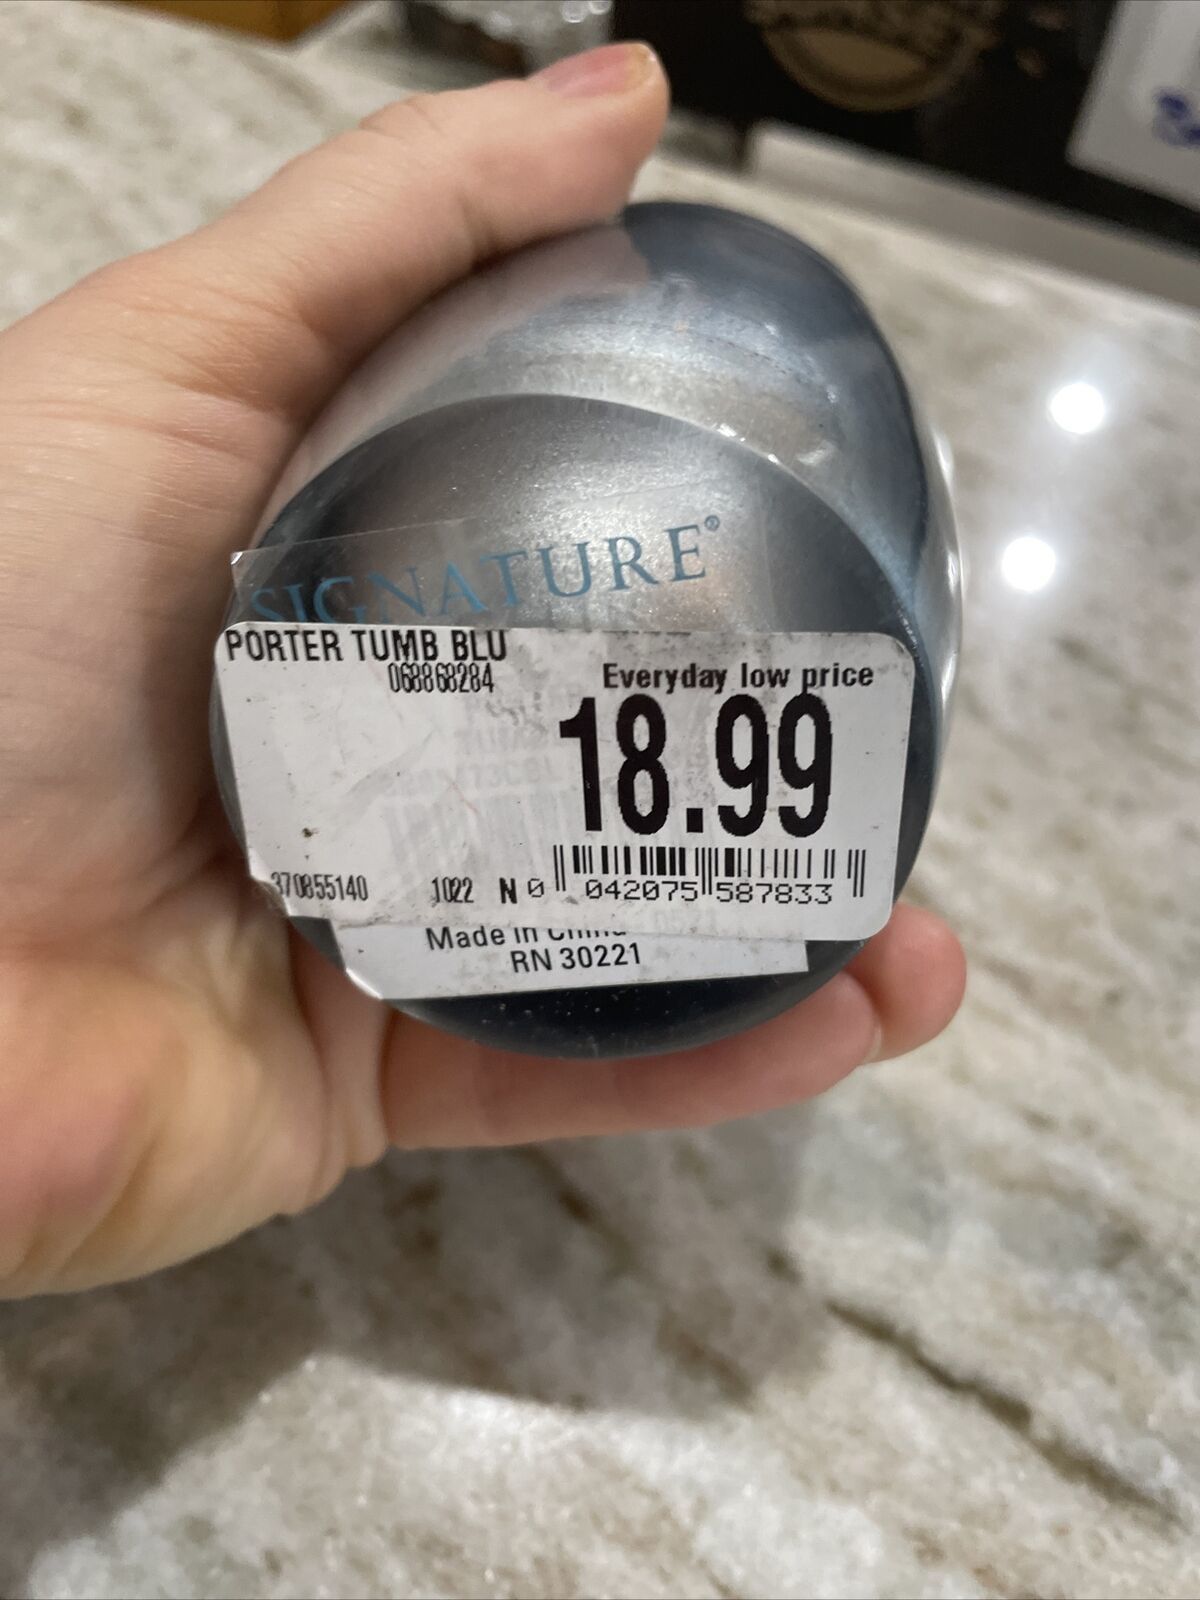 SIGNATURE®
PORTER TUMB BLU
068868284
Everyday low price
18.99
370855140 1022 N 0 042075 587833
Made in China
RN 30221